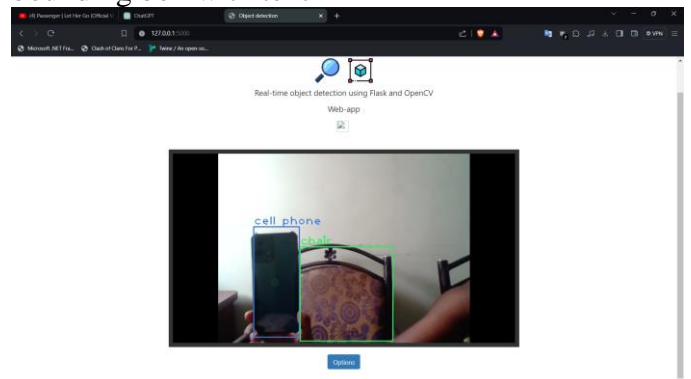 (4) Passenger | Let Her Go (Official V
ChatGPT
Object detection
127.0.0.1:5000
VPN
Microsoft .NET Fra...
Clash of Clans For P...
Twine / An open-so...
Real-time object detection using Flask and OpenCV
Web-app
cell phone
chair
Options